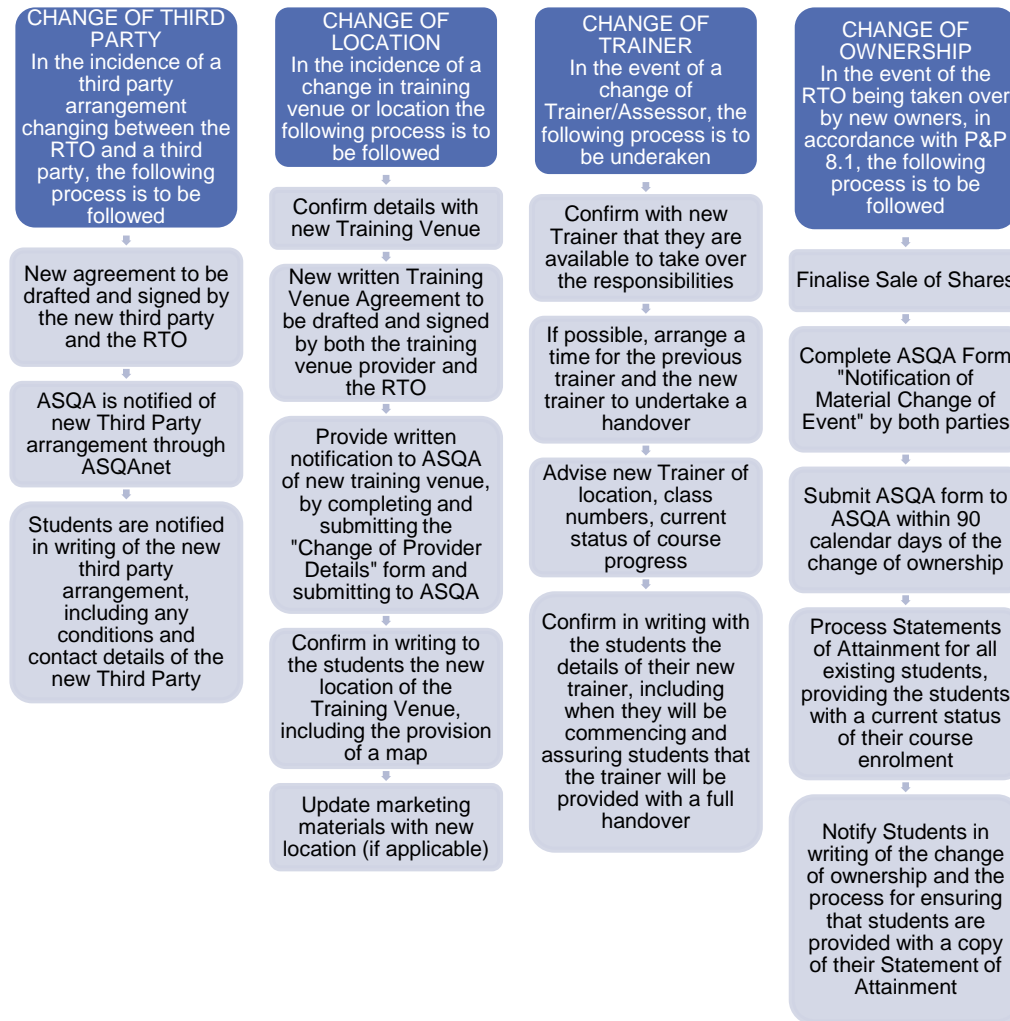 CHANGE OF THIRD
PARTY
In the incidence of a
third party
arrangement
changing between the
RTO and a third
party, the following
process is to be
followed
New agreement to be
drafted and signed by
the new third party
and the RTO
ASQA is notified of
new Third Party
arrangement through
ASQAnet
Students are notified
in writing of the new
third party
arrangement,
including any
conditions and
contact details of the
new Third Party
CHANGE OF
LOCATION
In the incidence of a
change in training
venue or location the
following process is to
be followed
Confirm details with
new Training Venue
New written Training
Venue Agreement to
be drafted and signed
by both the training
venue provider and
the RTO
Provide written
notification to ASQA
of new training venue,
by completing and
submitting the
"Change of Provider
Details" form and
submitting to ASQA
Confirm in writing to
the students the new
location of the
Training Venue,
including the provision
of a map
Update marketing
materials with new
location (if applicable)
CHANGE OF
TRAINER
In the event of a
change of
Trainer/Assessor, the
following process is to
be underaken
Confirm with new
Trainer that they are
available to take over
the responsibilities
If possible, arrange a
time for the previous
trainer and the new
trainer to undertake a
handover
Advise new Trainer of
location, class
numbers, current
status of course
progress
Confirm in writing with
the students the
details of their new
trainer, including
when they will be
commencing and
assuring students that
the trainer will be
provided with a full
handover
CHANGE OF
OWNERSHIP
In the event of the
RTO being taken over
by new owners, in
accordance with P&P
8.1, the following
process is to be
followed
Finalise Sale of Shares
Complete ASQA Form
"Notification of
Material Change of
Event" by both parties
Submit ASQA form to
ASQA within 90
calendar days of the
change of ownership
Process Statements
of Attainment for all
existing students,
providing the students
with a current status
of their course
enrolment
Notify Students in
writing of the change
of ownership and the
process for ensuring
that students are
provided with a copy
of their Statement of
Attainment